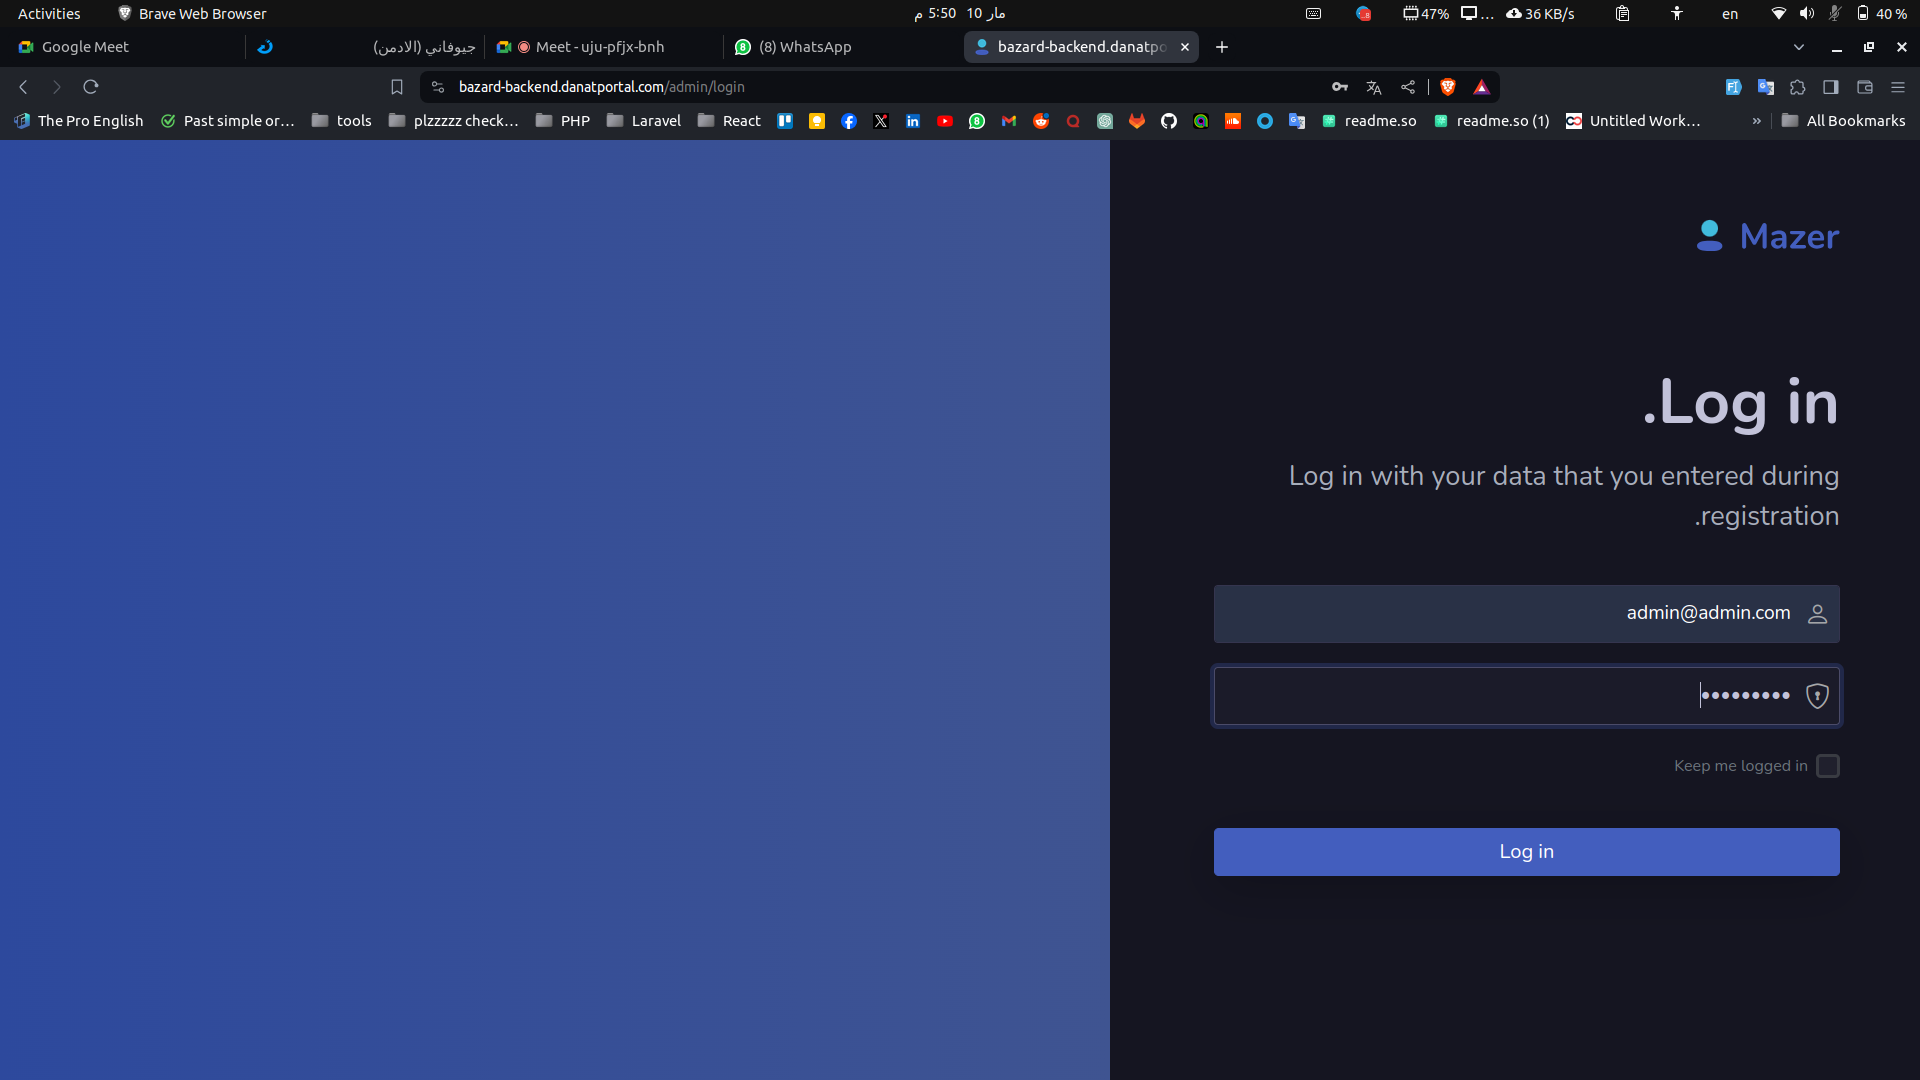 Activities
Brave Web Browser
مار 10  5:50 م
47%
...
36 KB/s
en
40 %
Google Meet
جيوفاني (الادمن)
Meet - uju-pfjx-bnh
(8) WhatsApp
bazard-backend.danatpo
bazard-backend.danatportal.com/admin/login
The Pro English
Past simple or...
tools
plzzzzz check...
PHP
Laravel
React
readme.so
readme.so (1)
Untitled Work...
»
All Bookmarks
Mazer
.Log in
Log in with your data that you entered during
.registration
admin@admin.com
•••••••••
Keep me logged in
Log in